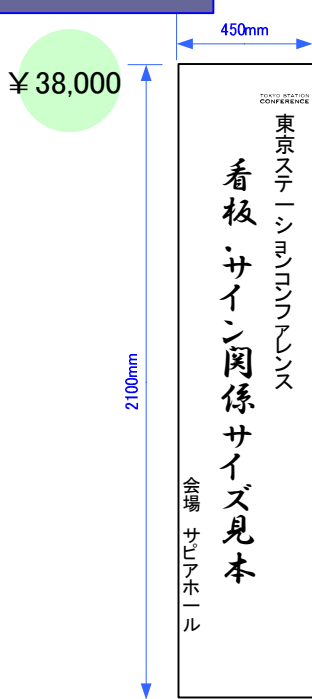 450mm
¥38,000
2100mm
TOKYO STATION
CONFERENCE
東京ステーションコンファレンス
看板・サイン関係サイズ見本
会場 サピアホール